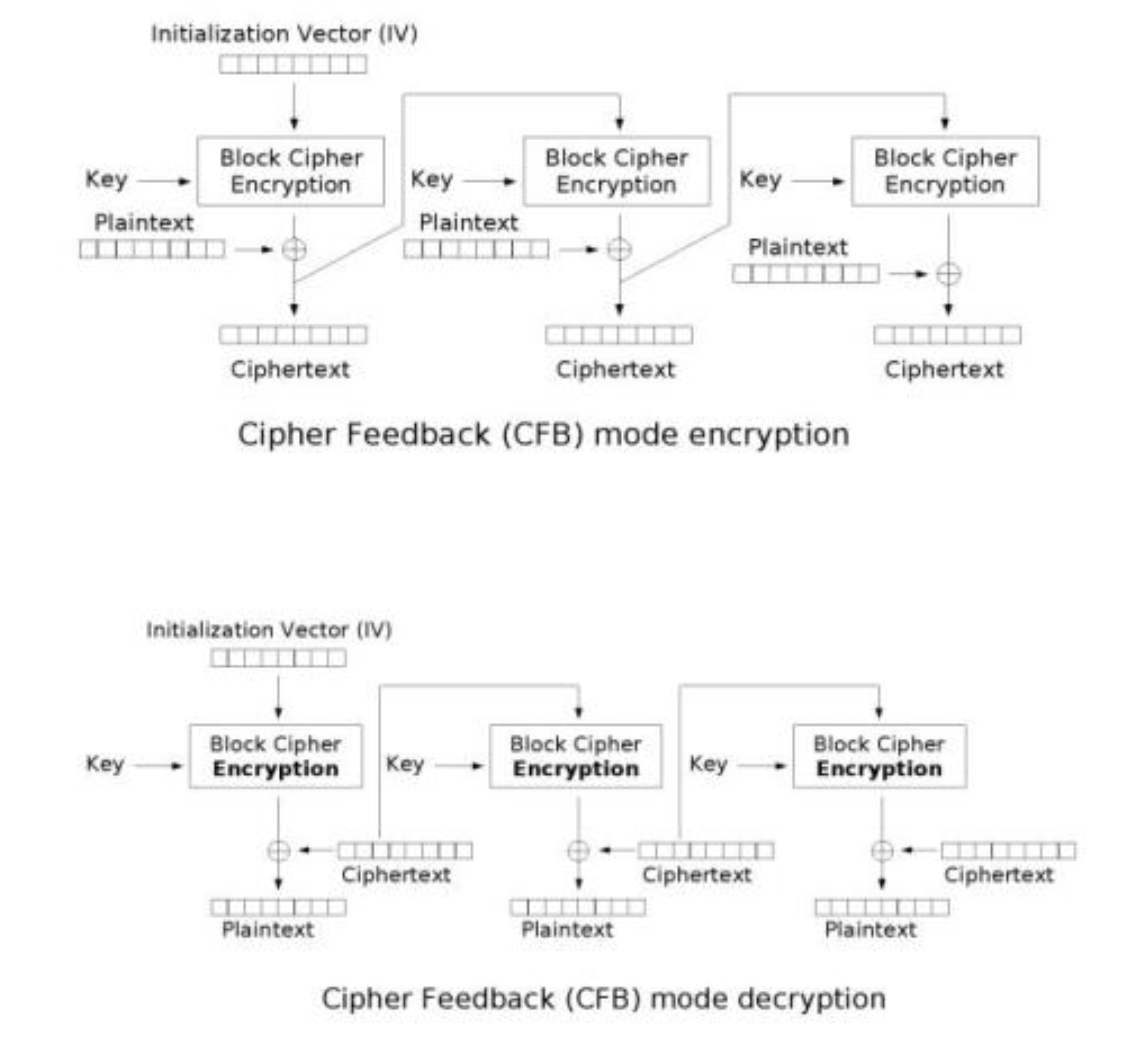 Initialization Vector (IV)
Block Cipher
Encryption
Block Cipher
Encryption
Block Cipher
Encryption
Key
Key
Key
Plaintext
Plaintext
Plaintext
Ciphertext
Ciphertext
Ciphertext
Cipher Feedback (CFB) mode encryption
Initialization Vector (IV)
Block Cipher
Encryption
Block Cipher
Encryption
Block Cipher
Encryption
Key
Key
Key
Ciphertext
Ciphertext
Ciphertext
Plaintext
Plaintext
Plaintext
Cipher Feedback (CFB) mode decryption